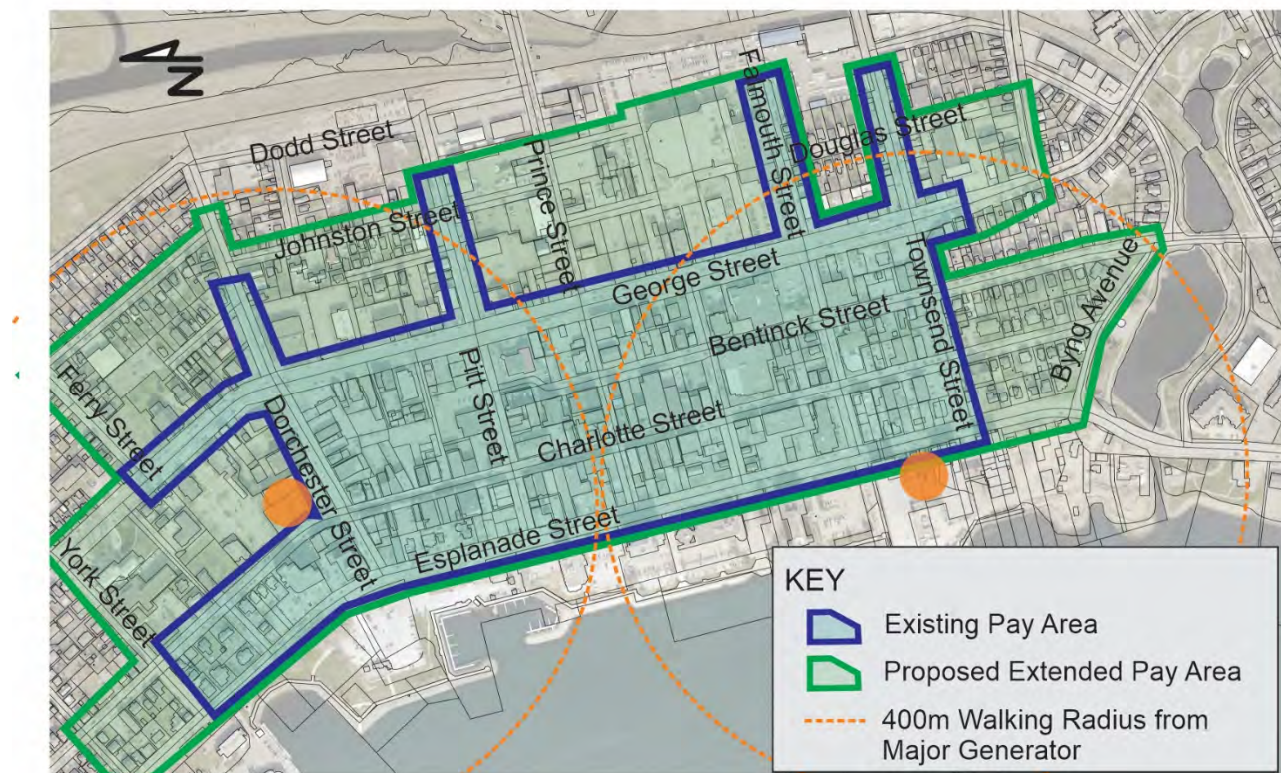 N
Dodd Street
Falmouth Street
Douglas Street
Prince Street
Johnston Street
George Street
Townsend Street
Byng Avenue
Bentinck Street
Ferry Street
Pitt Street
Charlotte Street
Dorchester Street
Esplanade Street
York Street
KEY
Existing Pay Area
Proposed Extended Pay Area
400m Walking Radius from
Major Generator